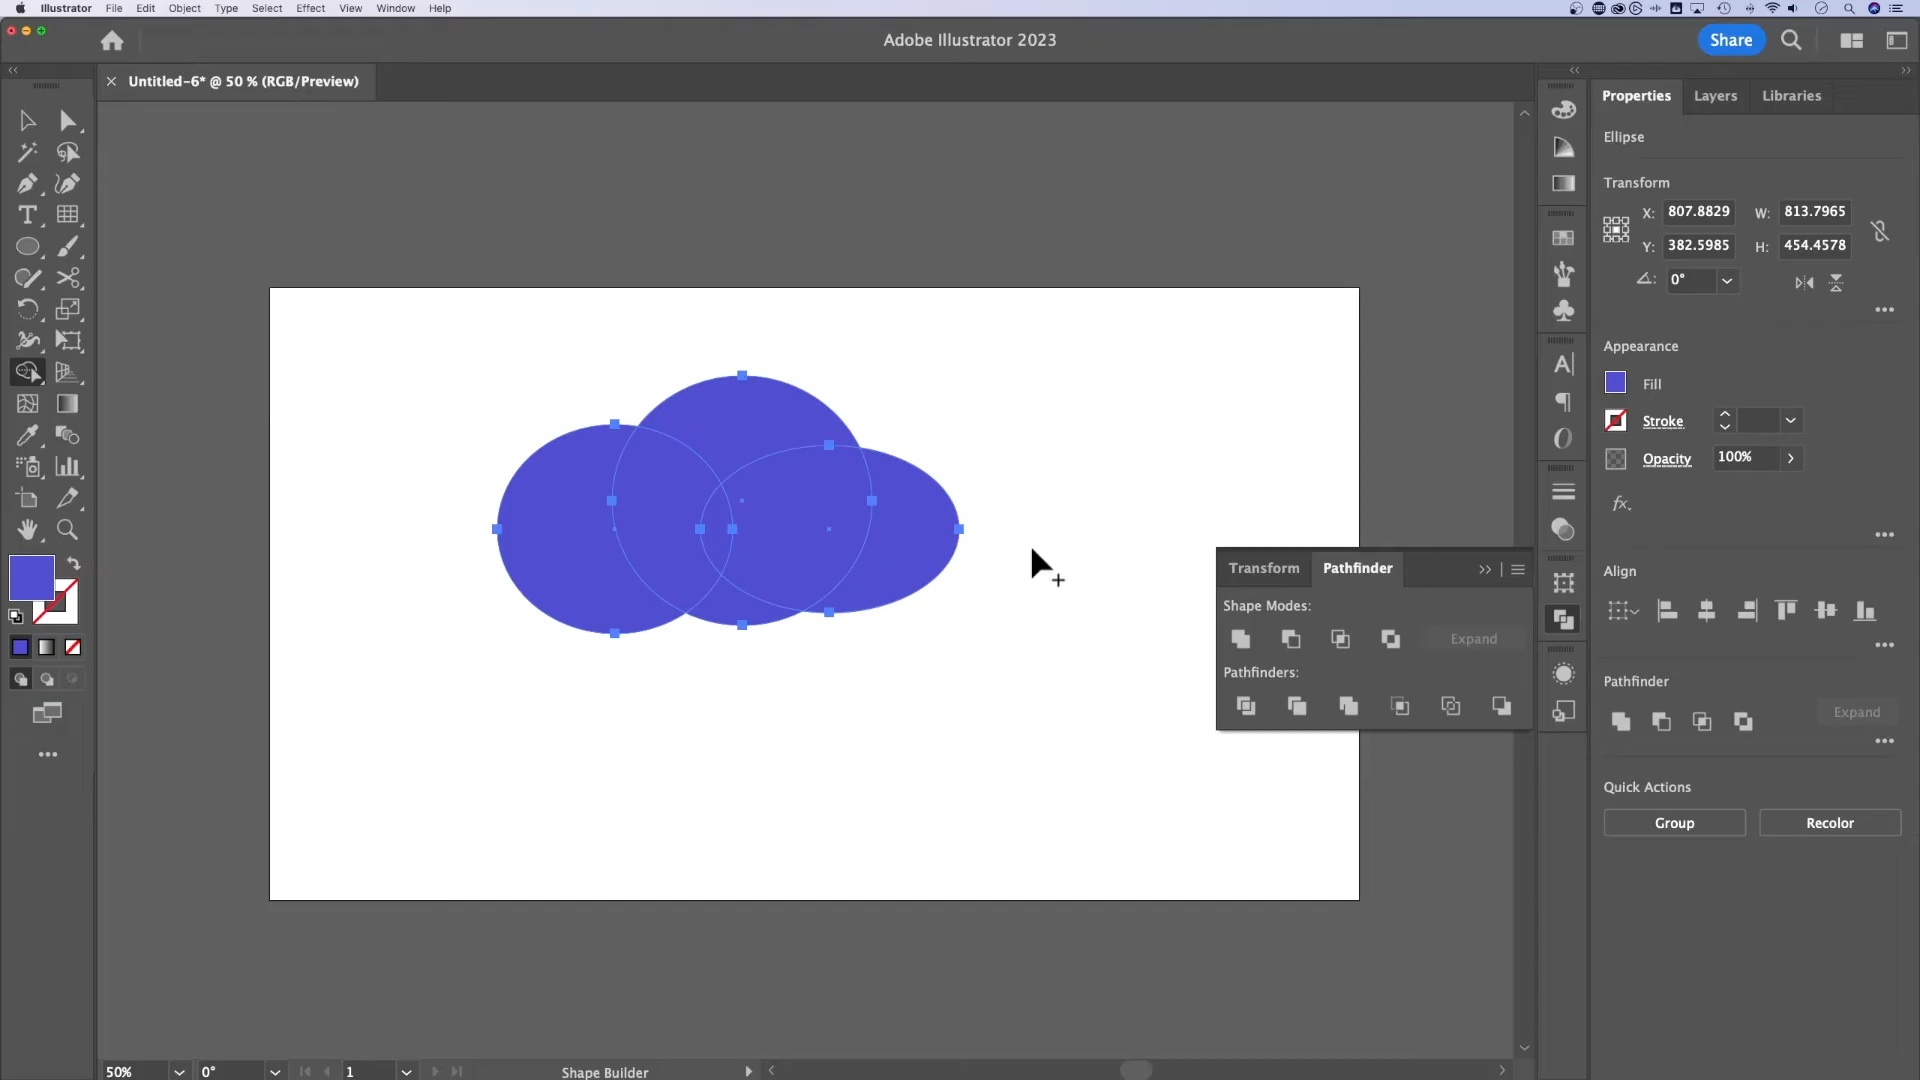 Illustrator File Edit Object Type Select Effect View Window Help
Adobe Illustrator 2023
Share
Untitled-6* @ 50 % (RGB/Preview)
Properties Layers Libraries
Ellipse
Transform
X: 807.8829 W: 813.7965
Y: 382.5985 H: 454.4578
0°
Appearance
Fill
Stroke
Opacity 100%
fx.
Align
Transform Pathfinder
Shape Modes:
Expand
Pathfinders:
Pathfinder
Expand
Quick Actions
Group Recolor
50% 0° 1 Shape Builder